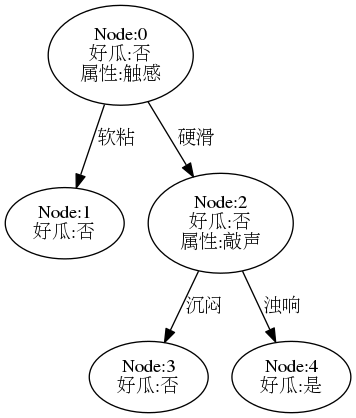 Node:0
好瓜:否
属性:触感
软粘
硬滑
Node:1
好瓜:否
Node:2
好瓜:否
属性:敲声
沉闷
浊响
Node:3
好瓜:否
Node:4
好瓜:是